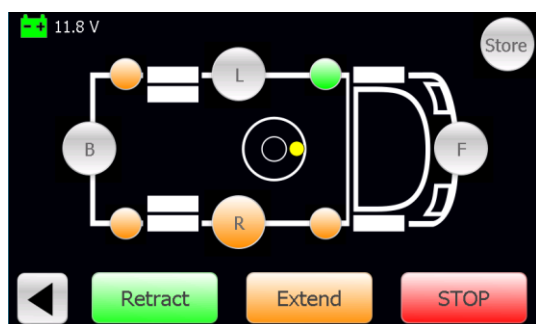 11.8 V
Store
L
B
F
R
Retract
Extend
STOP